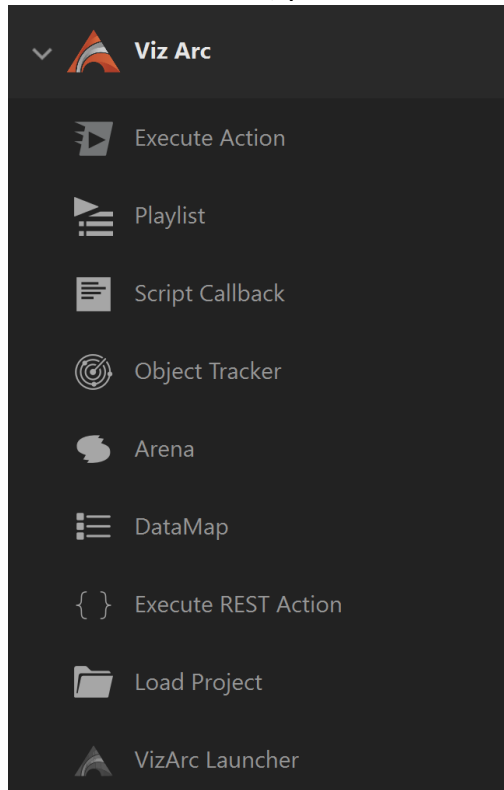 Viz Arc
Execute Action
Playlist
Script Callback
Object Tracker
Arena
DataMap
{ } Execute REST Action
Load Project
VizArc Launcher